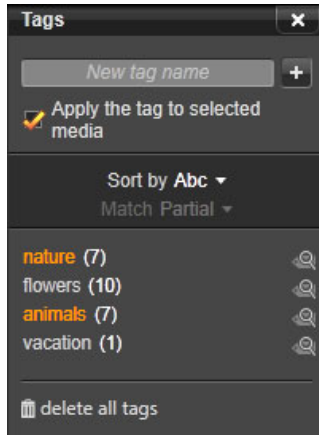 Tags
New tag name
Apply the tag to selected
media
Sort by Abc
Match Partial
nature (7)
flowers (10)
animals (7)
vacation (1)
delete all tags